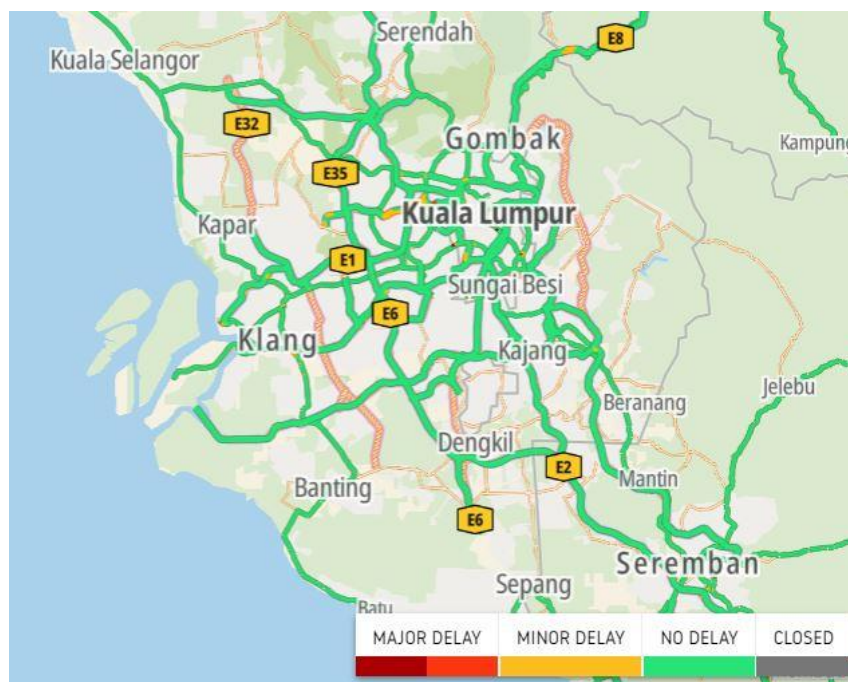 Serendah
E8
Kuala Selangor
E32
Gombak
Kampung
E35
Kuala Lumpur
Kapar
E1
Sungai Besi
E6
Klang
Kajang
Jelebu
Beranang
Dengkil
E2
Mantin
Banting
E6
Seremban
Sepang
Batu
MAJOR DELAY MINOR DELAY NO DELAY CLOSED